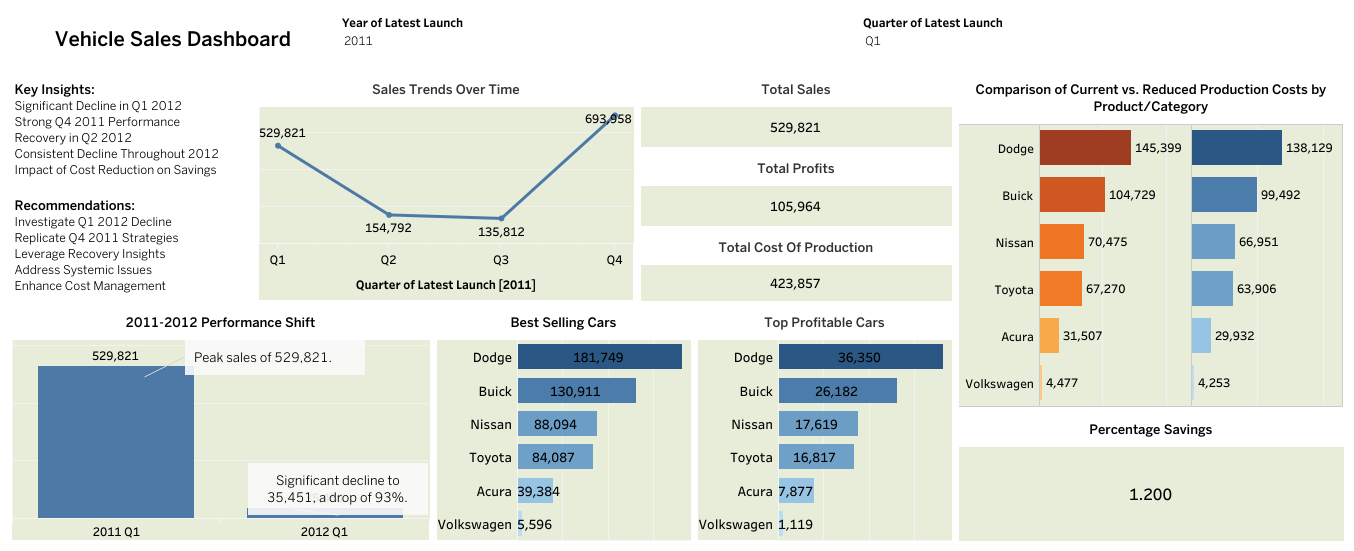 Vehicle Sales Dashboard
Year of Latest Launch
2011
Quarter of Latest Launch
Q1
Key Insights:
Significant Decline in Q1 2012
Strong Q4 2011 Performance
Recovery in Q2 2012
Consistent Decline Throughout 2012
Impact of Cost Reduction on Savings
Recommendations:
Investigate Q1 2012 Decline
Replicate Q4 2011 Strategies
Leverage Recovery Insights
Address Systemic Issues
Enhance Cost Management
Sales Trends Over Time
529,821
693,958
154,792
135,812
Q1 Q2 Q3 Q4
Quarter of Latest Launch [2011]
Total Sales
529,821
Total Profits
105,964
Total Cost Of Production
423,857
Comparison of Current vs. Reduced Production Costs by
Product/Category
Dodge 145,399 138,129
Buick 104,729 99,492
Nissan 70,475 66,951
Toyota 67,270 63,906
Acura 31,507 29,932
Volkswagen 4,477 4,253
2011-2012 Performance Shift
529,821
Peak sales of 529,821.
Significant decline to
35,451, a drop of 93%.
2011 Q1 2012 Q1
Best Selling Cars
Dodge 181,749
Buick 130,911
Nissan 88,094
Toyota 84,087
Acura 39,384
Volkswagen 5,596
Top Profitable Cars
Dodge 36,350
Buick 26,182
Nissan 17,619
Toyota 16,817
Acura 7,877
Volkswagen 1,119
Percentage Savings
1.200